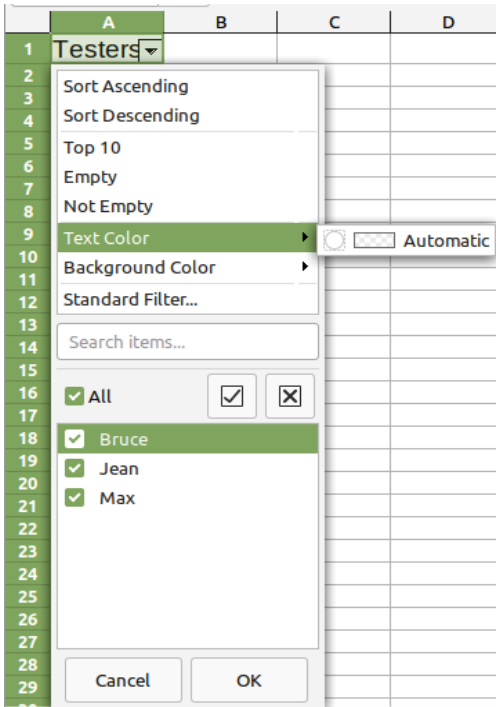 A B C D
1 Testers
2
Sort Ascending
3
4 Sort Descending
5 Top 10
6
Empty
7
8 Not Empty
9 Text Color Automatic
10
Background Color
11
12 Standard Filter...
13
14 Search items...
15
16 All
17
18 Bruce
19 Jean
20
21 Max
22
23
24
25
26
27
28
Cancel OK
29